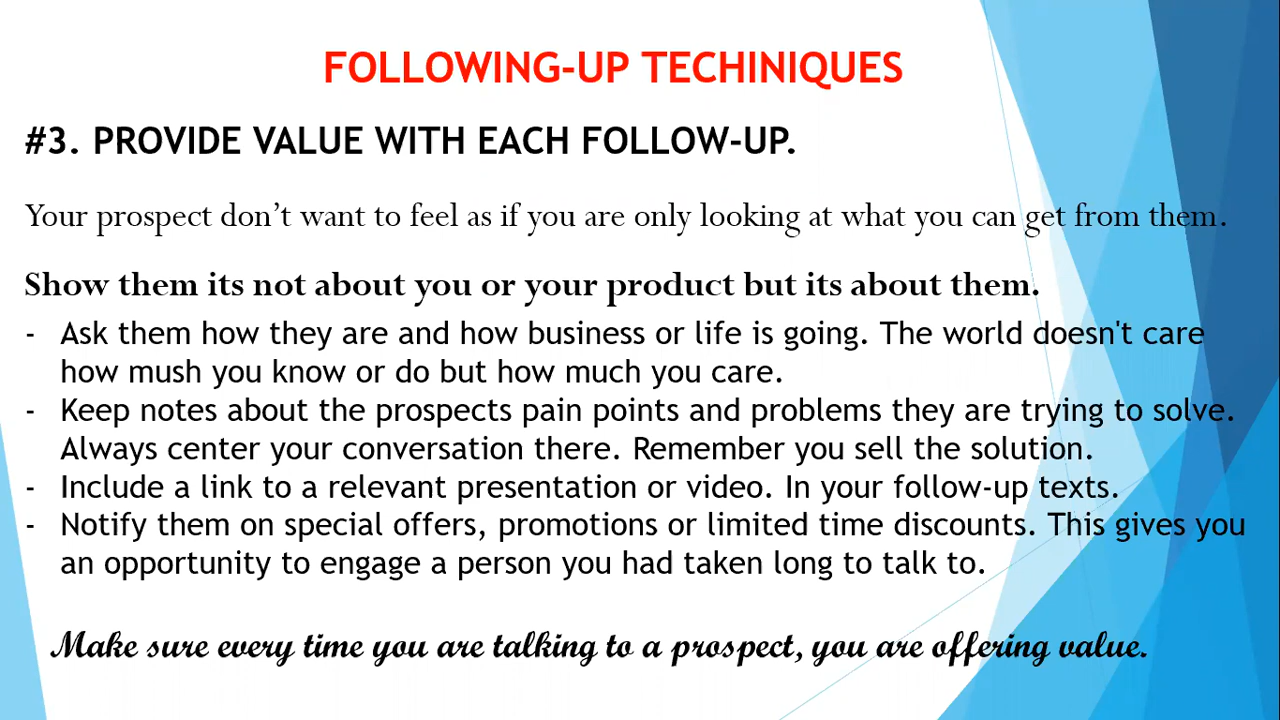 FOLLOWING-UP TECHINIQUES
#3. PROVIDE VALUE WITH EACH FOLLOW-UP.
Your prospect don’t want to feel as if you are only looking at what you can get from them.
Show them its not about you or your product but its about them.
- Ask them how they are and how business or life is going. The world doesn't care
how mush you know or do but how much you care.
- Keep notes about the prospects pain points and problems they are trying to solve.
Always center your conversation there. Remember you sell the solution.
- Include a link to a relevant presentation or video. In your follow-up texts.
- Notify them on special offers, promotions or limited time discounts. This gives you
an opportunity to engage a person you had taken long to talk to.
Make sure every time you are talking to a prospect, you are offering value.